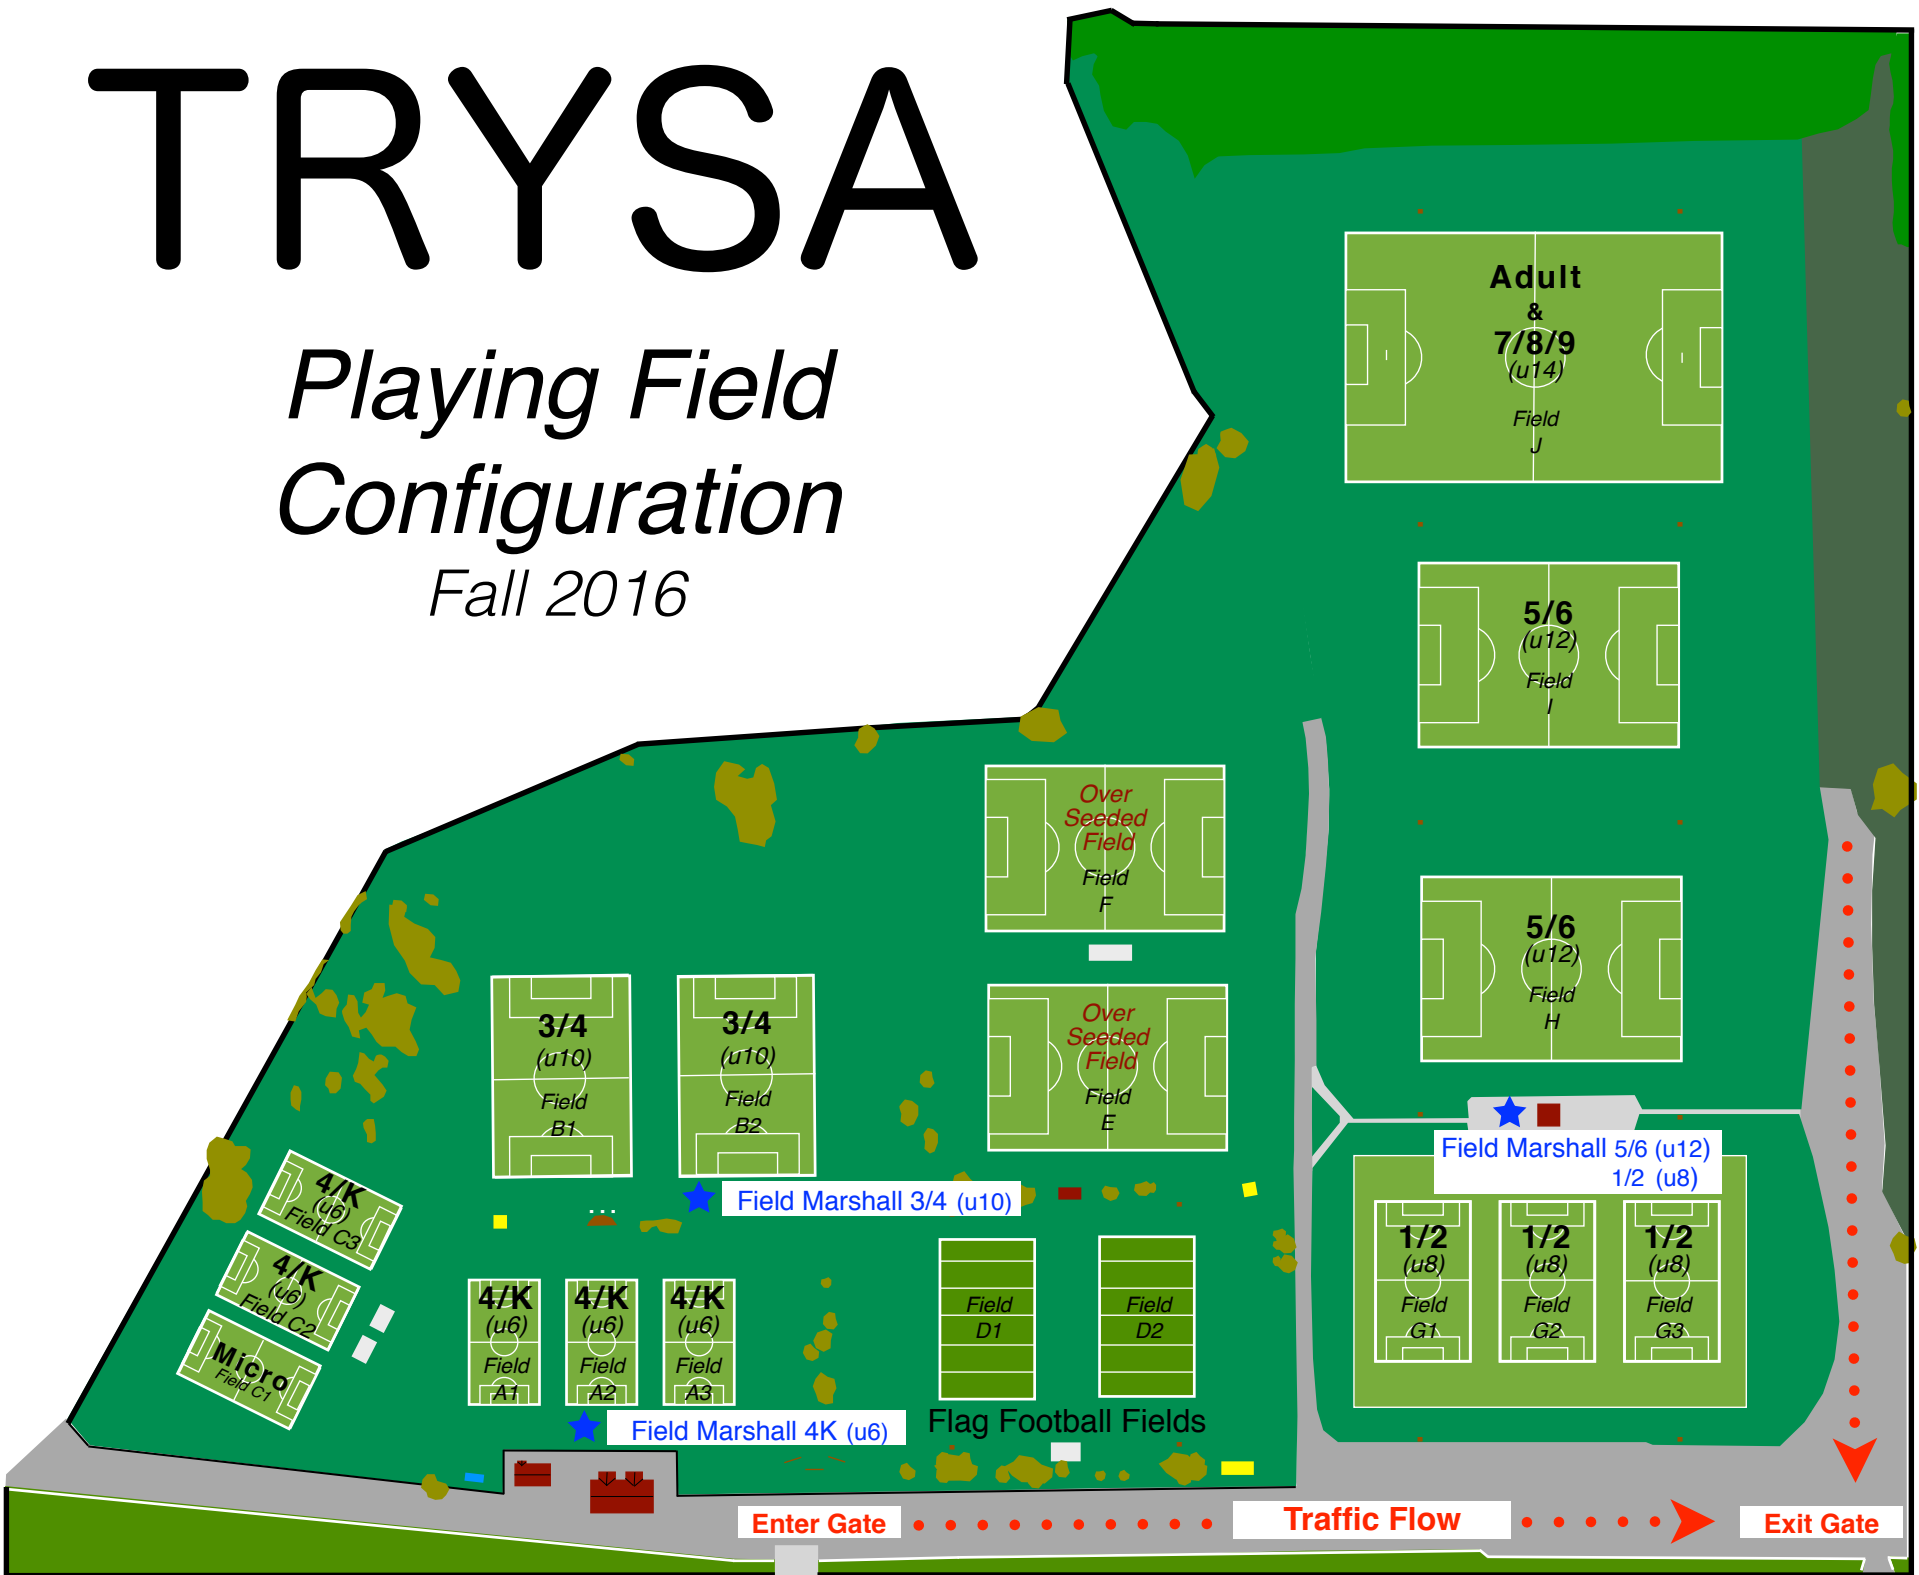 TRYSA
Playing Field
Configuration
Fall 2016
Adult
&
7/8/9
(u14)
Field
J
5/6
(u12)
Field
I
Over
Seeded
Field
Field
F
5/6
(u12)
Field
H
3/4
(u10)
Field
B1
3/4
(u10)
Field
B2
Over
Seeded
Field
Field
E
Field Marshall 5/6 (u12)
1/2 (u8)
4/K
(u6)
Field C3
Field Marshall 3/4 (u10)
4/K
(u6)
Field C2
Micro
Field C1
4/K
(u6)
Field
A1
4/K
(u6)
Field
A2
4/K
(u6)
Field
A3
Field
D1
Field
D2
1/2
(u8)
Field
G1
1/2
(u8)
Field
G2
1/2
(u8)
Field
G3
Field Marshall 4K (u6)
Flag Football Fields
Enter Gate
Traffic Flow
Exit Gate